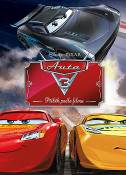 Disney · PIXAR
Auta
3
Příběh podle filmu